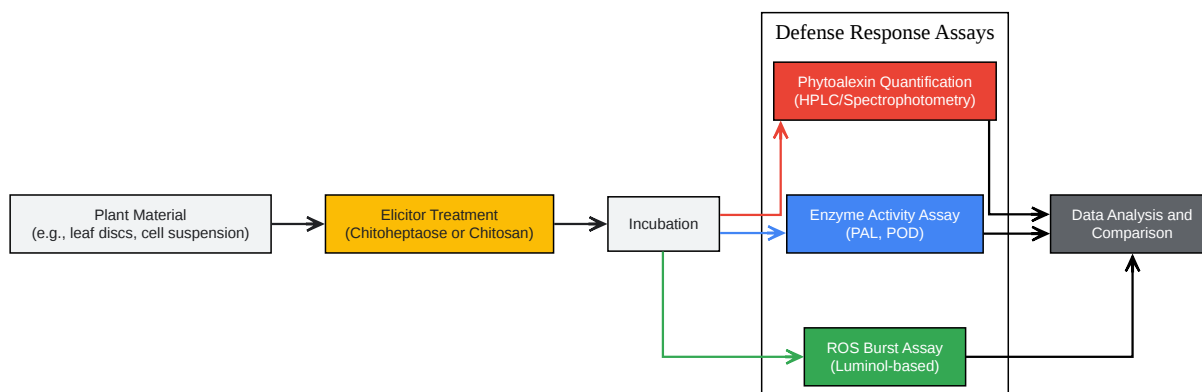 Defense Response Assays
Phytoalexin Quantification
(HPLC/Spectrophotometry)
Plant Material
(e.g., leaf discs, cell suspension)
Elicitor Treatment
(Chitoheptaose or Chitosan)
Incubation
Enzyme Activity Assay
(PAL, POD)
Data Analysis and
Comparison
ROS Burst Assay
(Luminol-based)